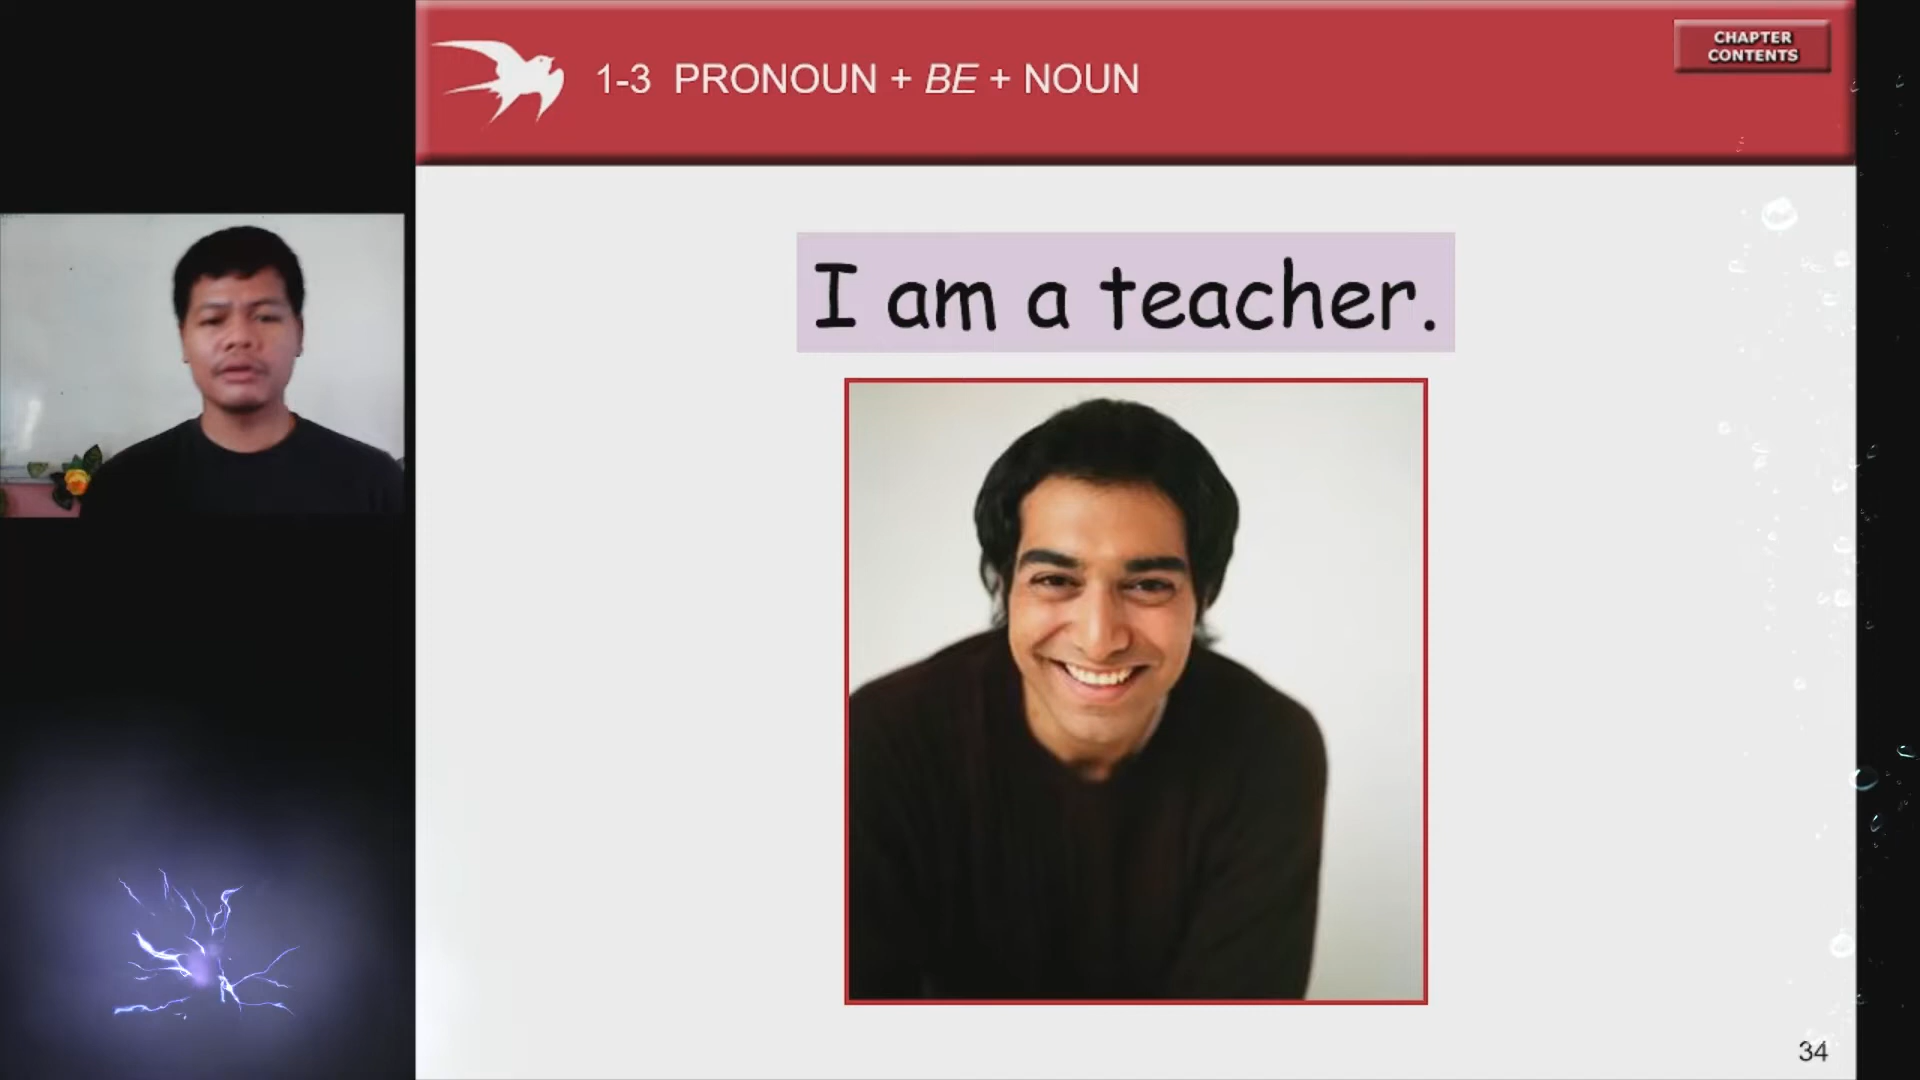 1-3 PRONOUN + BE + NOUN
CHAPTER
CONTENTS
I am a teacher.
34